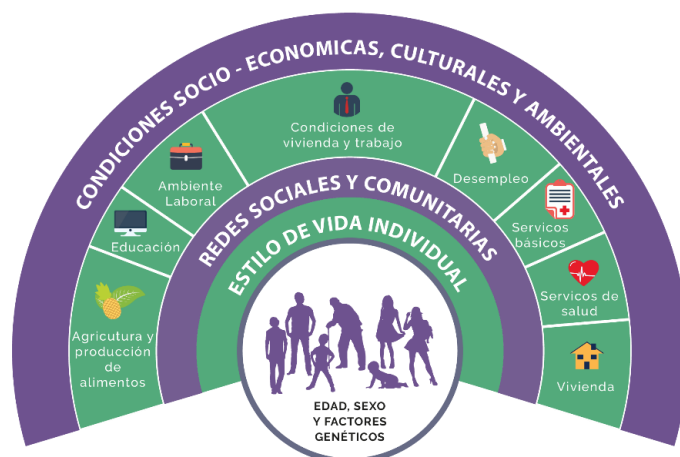 CONDICIONES SOCIO - ECONOMICAS, CULTURALES Y AMBIENTALES
Condiciones de
vivienda y trabajo
Ambiente
Laboral
Desempleo
Educación
Servicos
básicos
Agricutura y
producción
de
alimentos
Servicos de
salud
Vivienda
REDES SOCIALES Y COMUNITARIAS
ESTILO DE VIDA INDIVIDUAL
EDAD, SEXO
Y FACTORES
GENÉTICOS